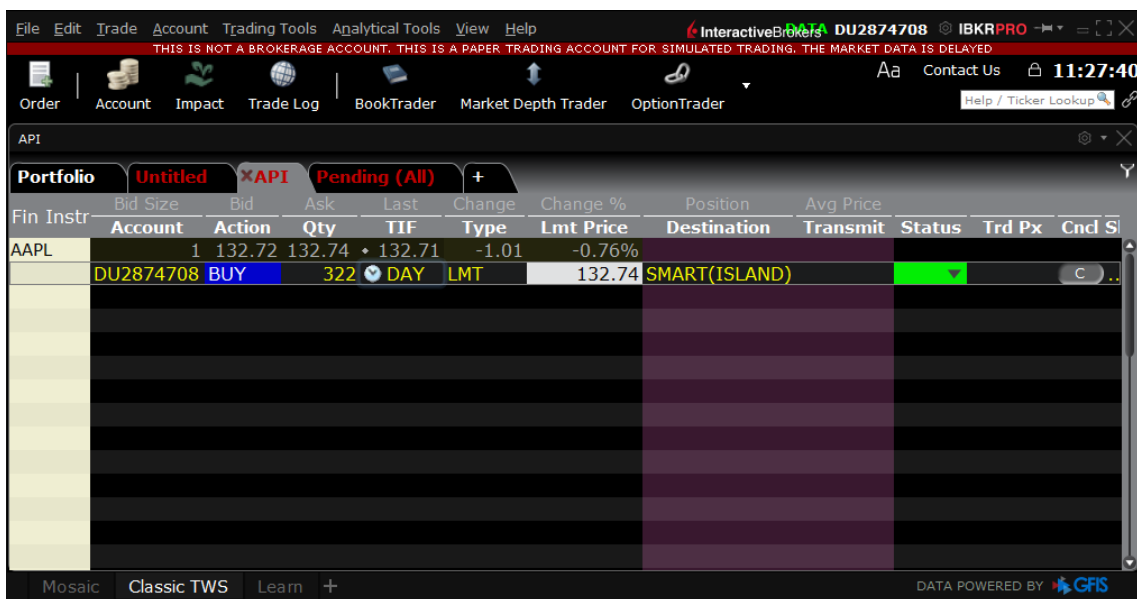 File Edit Trade Account Trading Tools Analytical Tools View Help InteractiveBrokers DATA DU2874708 IBKRPRO
THIS IS NOT A BROKERAGE ACCOUNT. THIS IS A PAPER TRADING ACCOUNT FOR SIMULATED TRADING. THE MARKET DATA IS DELAYED
Aa Contact Us 11:27:40
Order Account Impact Trade Log BookTrader Market Depth Trader OptionTrader Help / Ticker Lookup
API
Portfolio Untitled API Pending (All) +
Fin Instr Bid Size Bid Ask Last Change Change % Position Avg Price
Account Action Qty TIF Type Lmt Price Destination Transmit Status Trd Px Cncl
AAPL 1 132.72 132.74 132.71 -1.01 -0.76%
DU2874708 BUY 322 DAY LMT 132.74 SMART(ISLAND) C ..
Mosaic Classic TWS Learn + DATA POWERED BY GFIS